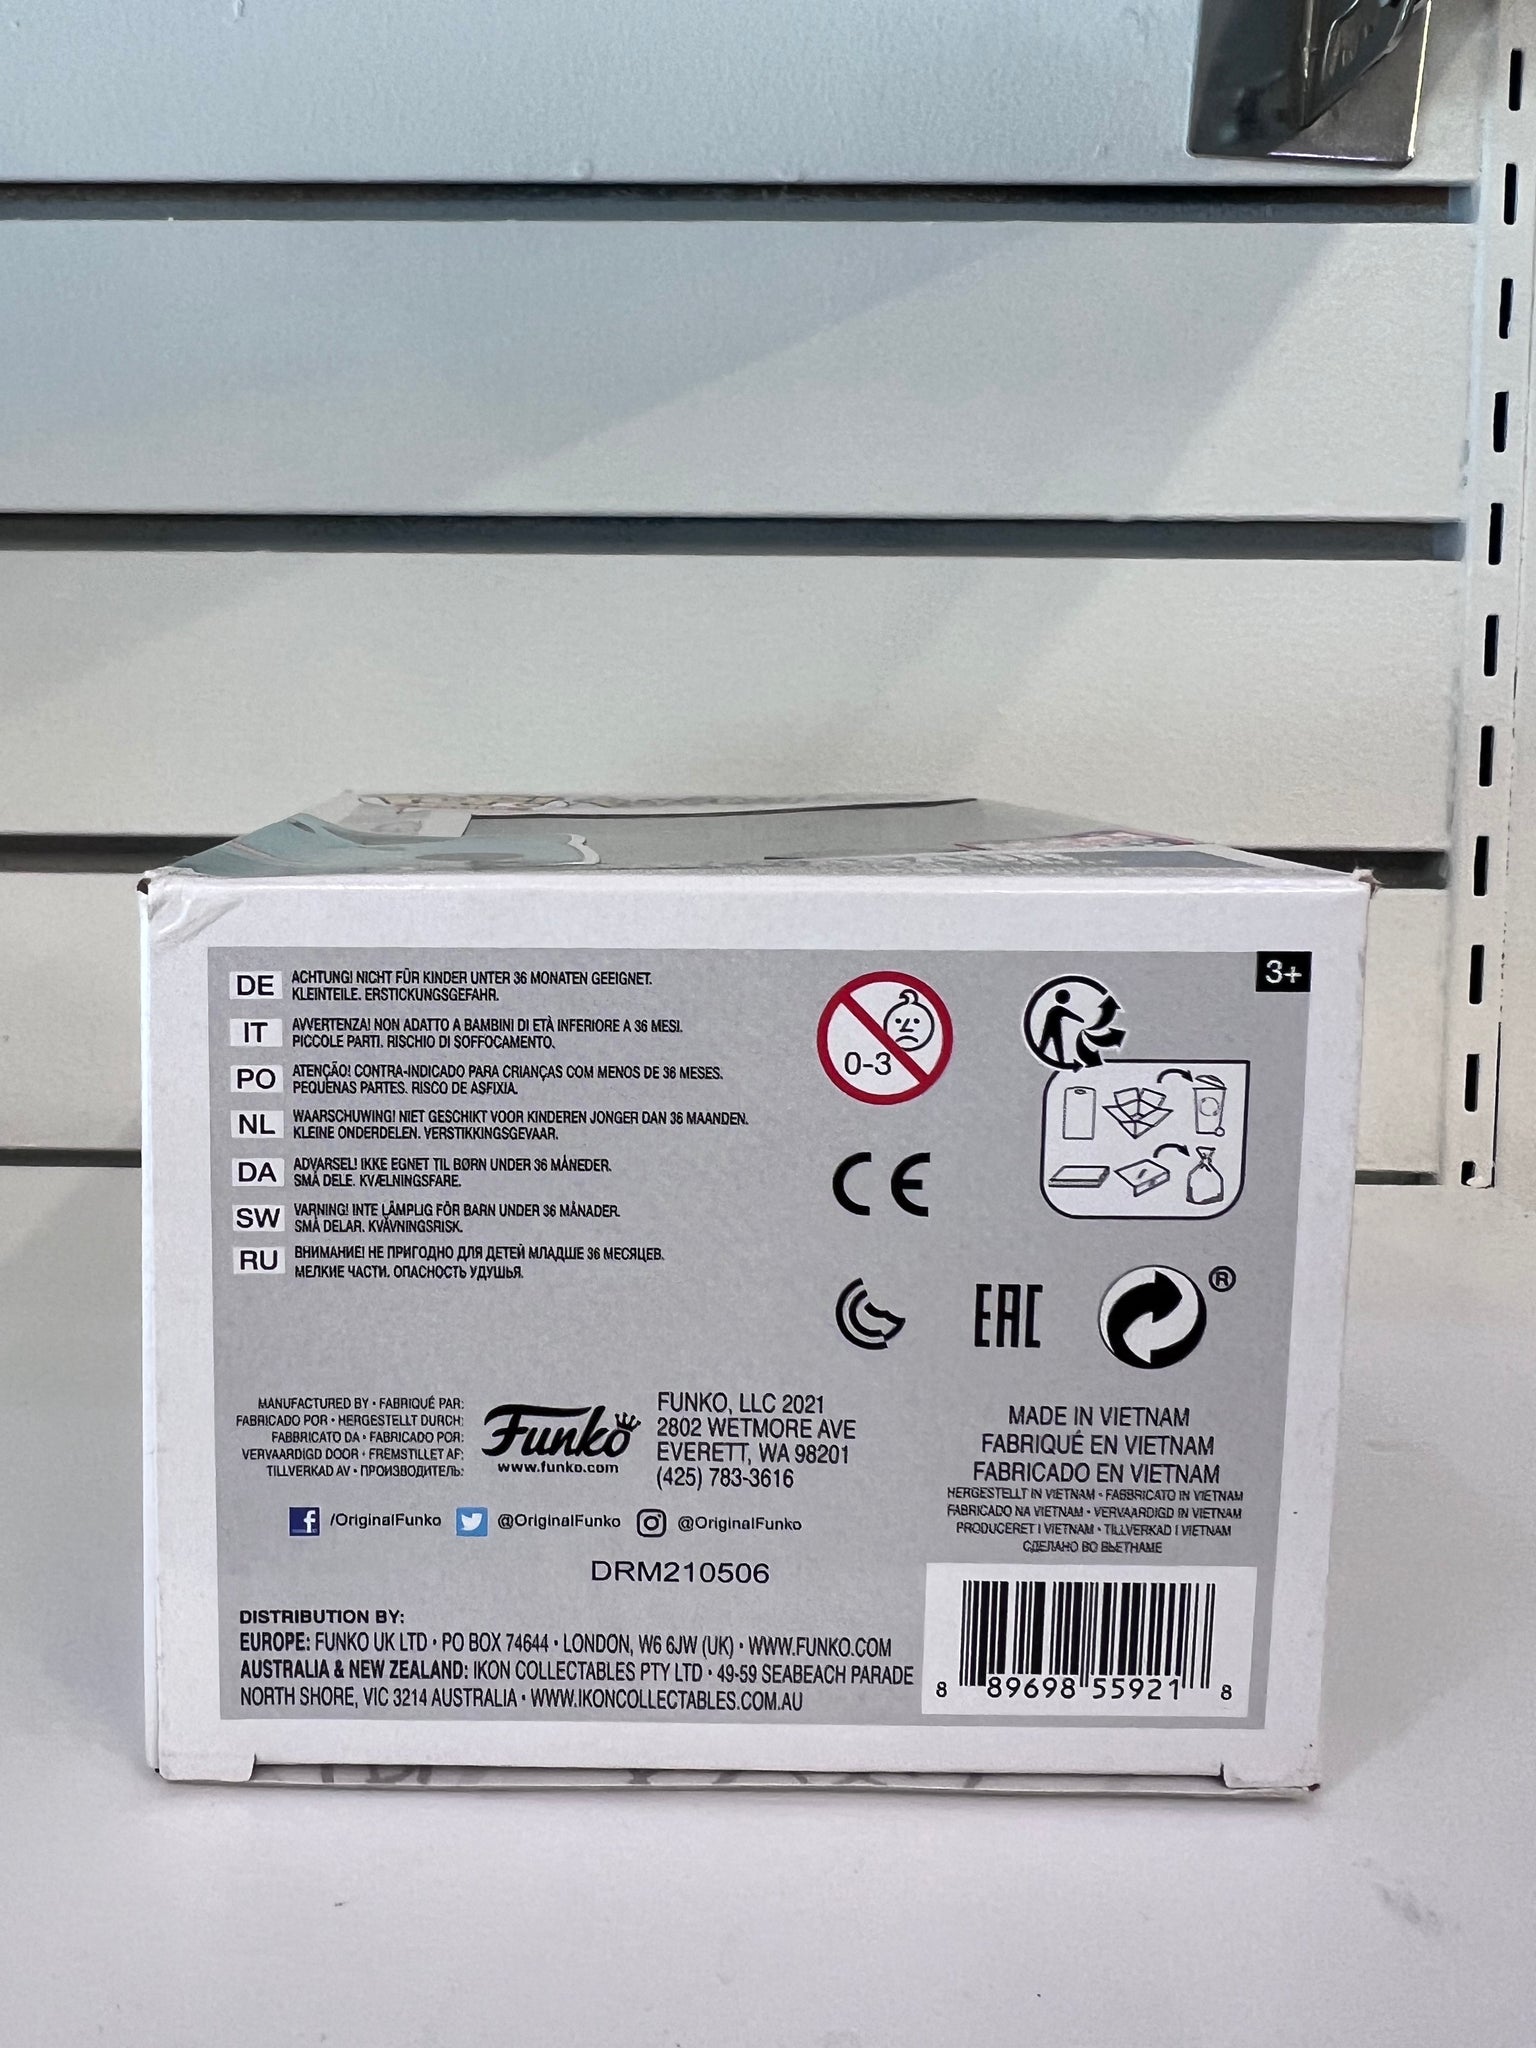 DE ACHTUNG! NICHT FÜR KINDER UNTER 36 MONATEN GEEIGNET.
KLEINTEILE. ERSTICKUNGSGEFAHR.
IT AVVERTENZA! NON ADATTO A BAMBINI DI ETÀ INFERIORE A 36 MESI.
PICCOLE PARTI. RISCHIO DI SOFFOCAMENTO.
PO ATENÇÃO! CONTRA-INDICADO PARA CRIANÇAS COM MENOS DE 36 MESES.
PEQUENAS PARTES. RISCO DE ASFIXIA.
NL WAARSCHUWING! NIET GESCHIKT VOOR KINDEREN JONGER DAN 36 MAANDEN.
KLEINE ONDERDELEN. VERSTIKKINGSGEVAAR.
DA ADVARSEL! IKKE EGNET TIL BØRN UNDER 36 MÅNEDER.
SMÅ DELE. KVÆLNINGSFARE.
SW VARNING! INTE LÄMPLIG FÖR BARN UNDER 36 MÅNADER.
SMÅ DELAR. KVÄVNINGSRISK.
RU ВНИМАНИЕ! НЕ ПРИГОДНО ДЛЯ ДЕТЕЙ МЛАДШЕ 36 МЕСЯЦЕВ.
МЕЛКИЕ ЧАСТИ. ОПАСНОСТЬ УДУШЬЯ.
0-3
3+
CE
EAC
®
MANUFACTURED BY • FABRIQUÉ PAR:
FABRICADO POR • HERGESTELLT DURCH:
FABBRICATO DA • FABRICADO POR:
VERVAARDIGD DOOR • FREMSTILLET AF:
TILLVERKAD AV • ПРОИЗВОДИТЕЛЬ:
Funko
www.funko.com
FUNKO, LLC 2021
2802 WETMORE AVE
EVERETT, WA 98201
(425) 783-3616
/OriginalFunko @OriginalFunko @OriginalFunko
DRM210506
MADE IN VIETNAM
FABRIQUÉ EN VIETNAM
FABRICADO EN VIETNAM
HERGESTELLT IN VIETNAM • FABBRICATO IN VIETNAM
FABRICADO NA VIETNAM • VERVAARDIGD IN VIETNAM
PRODUCERET I VIETNAM • TILLVERKAD I VIETNAM
СДЕЛАНО ВО ВЬЕТНАМЕ
DISTRIBUTION BY:
EUROPE: FUNKO UK LTD • PO BOX 74644 • LONDON, W6 6JW (UK) • WWW.FUNKO.COM
AUSTRALIA & NEW ZEALAND: IKON COLLECTABLES PTY LTD • 49-59 SEABEACH PARADE
NORTH SHORE, VIC 3214 AUSTRALIA • WWW.IKONCOLLECTABLES.COM.AU
8 89698 55921 8